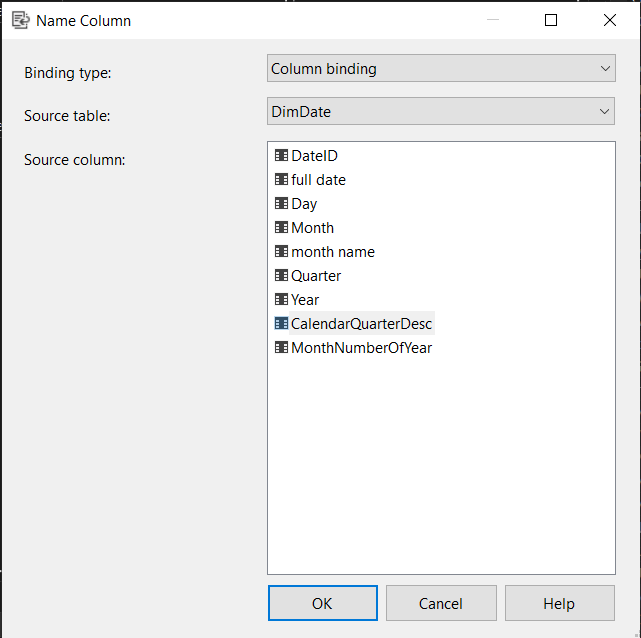 Name Column
Binding type:
Column binding
Source table:
DimDate
Source column:
DateID
full date
Day
Month
month name
Quarter
Year
CalendarQuarterDesc
MonthNumberOfYear
OK
Cancel
Help